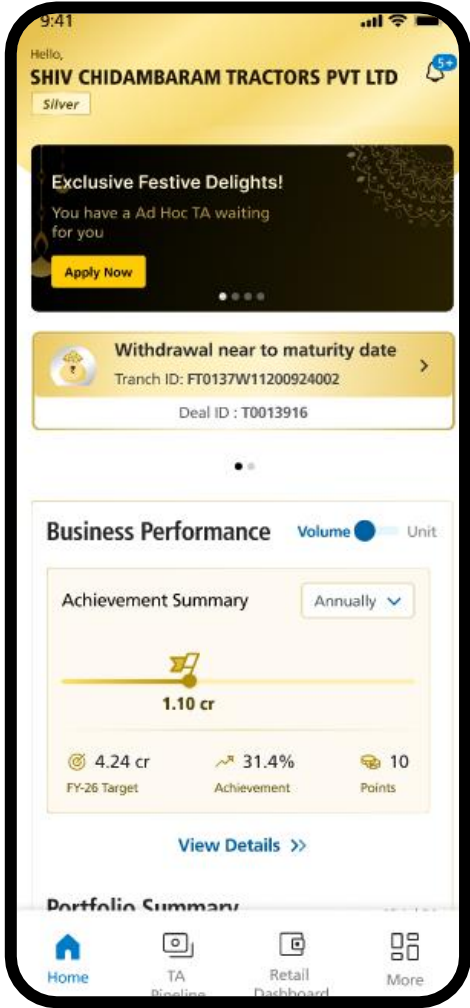 9:41
Hello,
SHIV CHIDAMBARAM TRACTORS PVT LTD
5+
Silver
Exclusive Festive Delights!
You have a Ad Hoc TA waiting
for you
Apply Now
Withdrawal near to maturity date
Tranch ID: FT0137W11200924002
Deal ID : T0013916
Business Performance
Volume
Unit
Achievement Summary
Annually
1.10 cr
4.24 cr
31.4%
10
FY-26 Target
Achievement
Points
View Details >>
Portfolio Summary
Home
TA
Pipeline
Retail
Dashboard
More